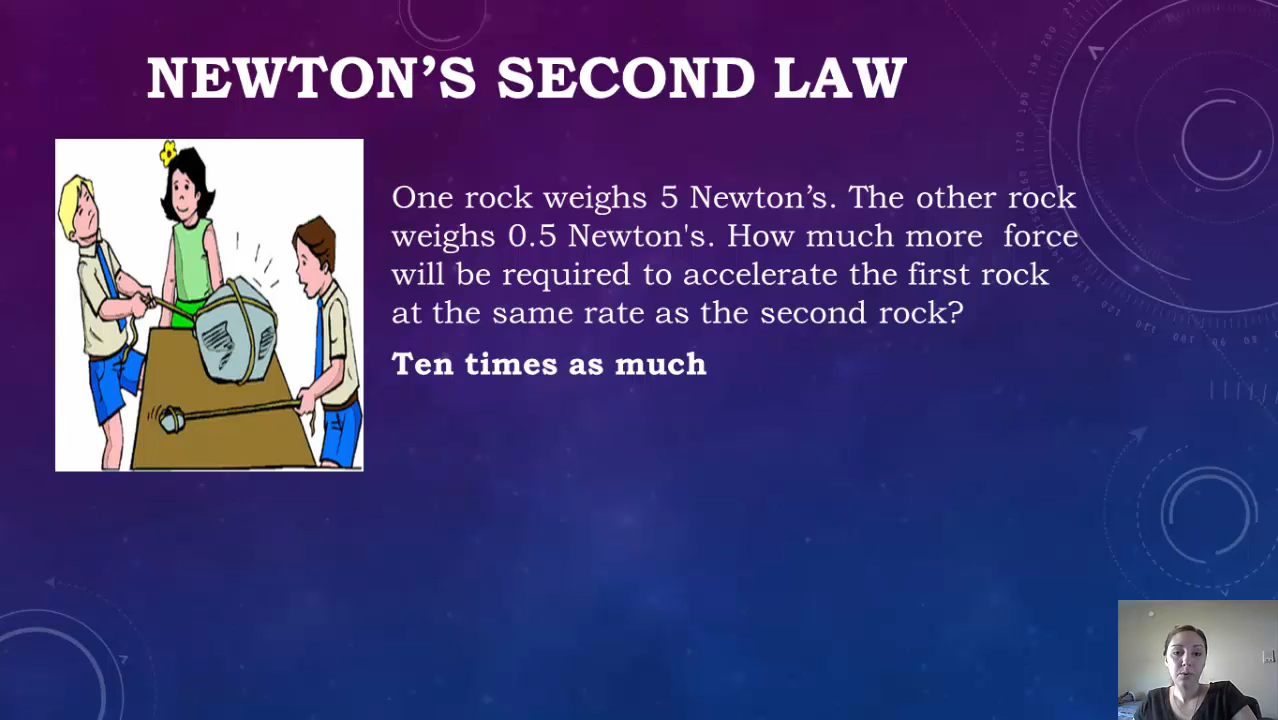 NEWTON’S SECOND LAW
One rock weighs 5 Newton’s. The other rock
weighs 0.5 Newton's. How much more  force
will be required to accelerate the first rock
at the same rate as the second rock?
Ten times as much